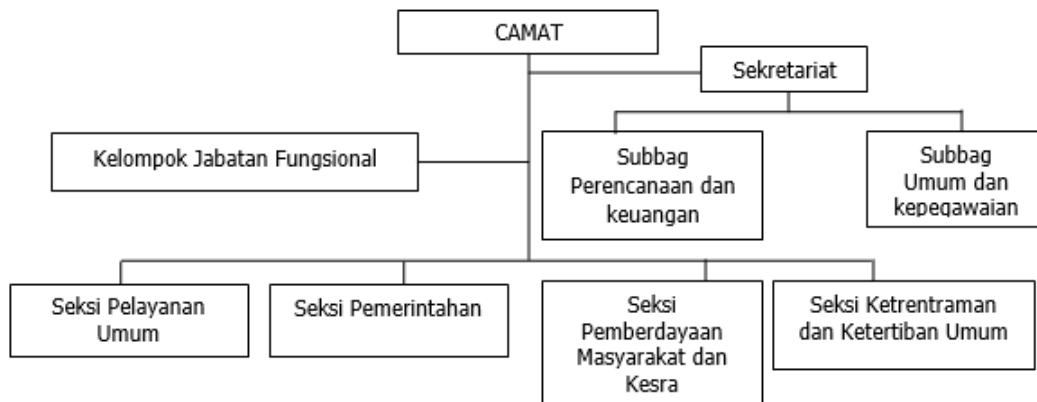 CAMAT
Sekretariat
Kelompok Jabatan Fungsional
Subbag
Perencanaan dan
keuangan
Subbag
Umum dan
kepegawaian
Seksi Pelayanan
Umum
Seksi Pemerintahan
Seksi
Pemberdayaan
Masyarakat dan
Kesra
Seksi Ketrentraman
dan Ketertiban Umum